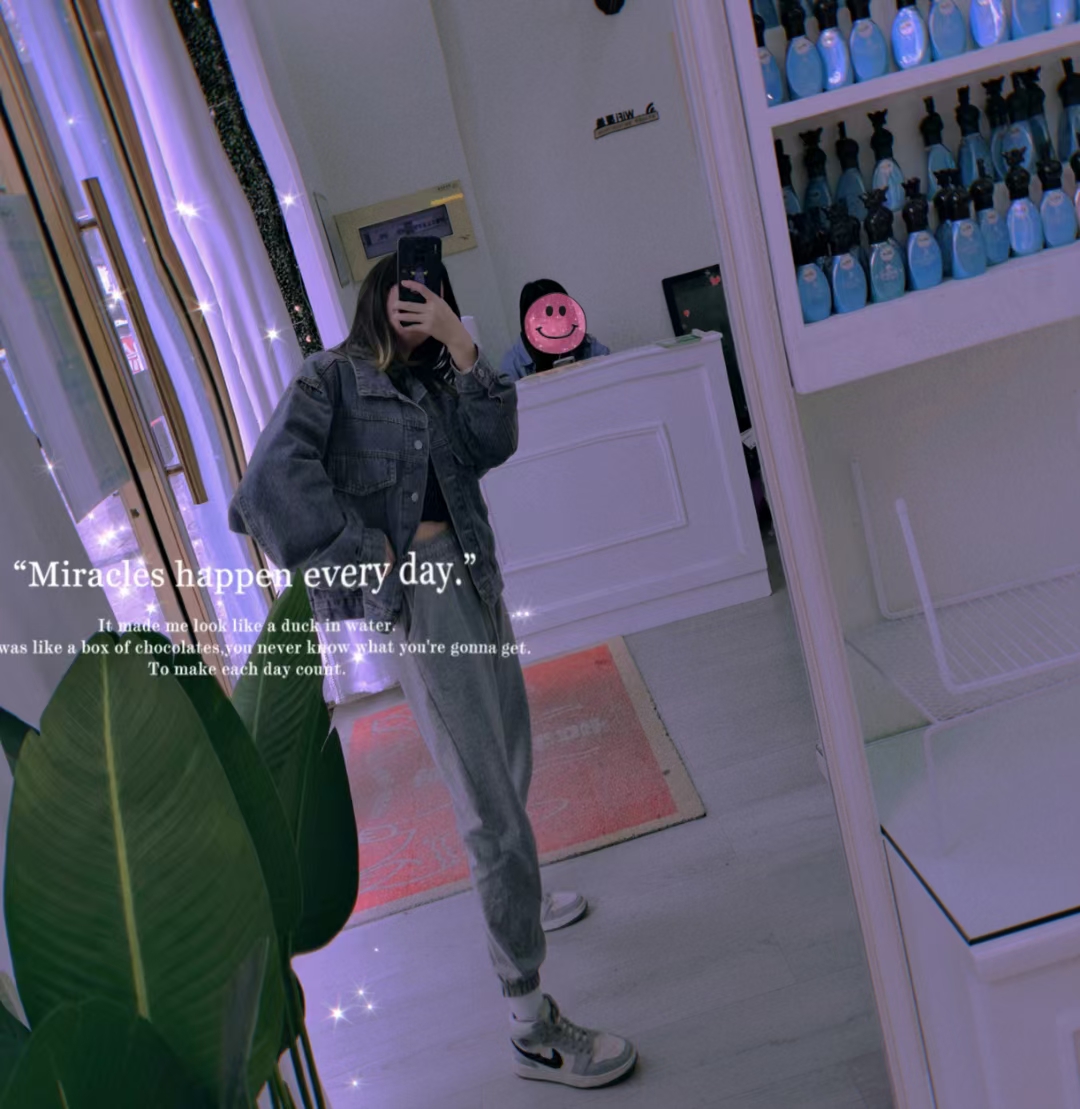 “Miracles happen every day.”
It made me look like a duck in water.
was like a box of chocolates,you never know what you're gonna get.
To make each day count.